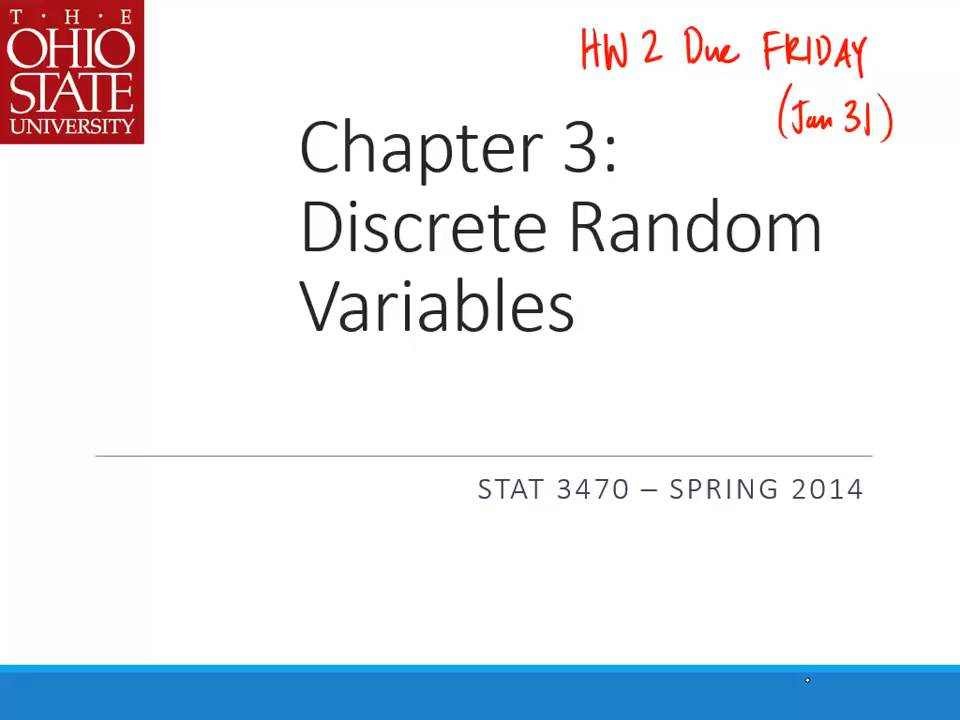 T · H · E
OHIO
STATE
UNIVERSITY
HW 2 Due FRIDAY
(Jan 31)
Chapter 3:
Discrete Random
Variables
STAT 3470 – SPRING 2014